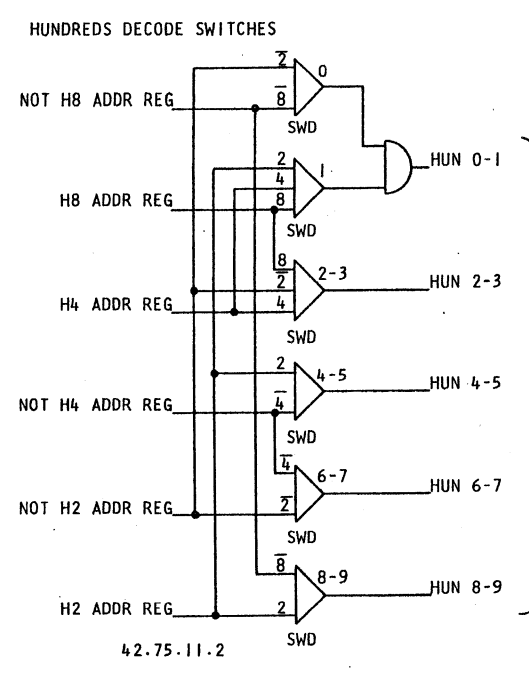 HUNDREDS DECODE SWITCHES
2̅
0
NOT H8 ADDR REG
8̅
SWD
HUN 0-1
2
1
4
H8 ADDR REG
8
SWD
8
2-3
2̅
HUN 2-3
H4 ADDR REG
4
SWD
2
4-5
HUN 4-5
NOT H4 ADDR REG
4̅
SWD
4̅
6-7
HUN 6-7
NOT H2 ADDR REG
2̅
SWD
8̅
8-9
HUN 8-9
H2 ADDR REG
2
SWD
42.75.11.2